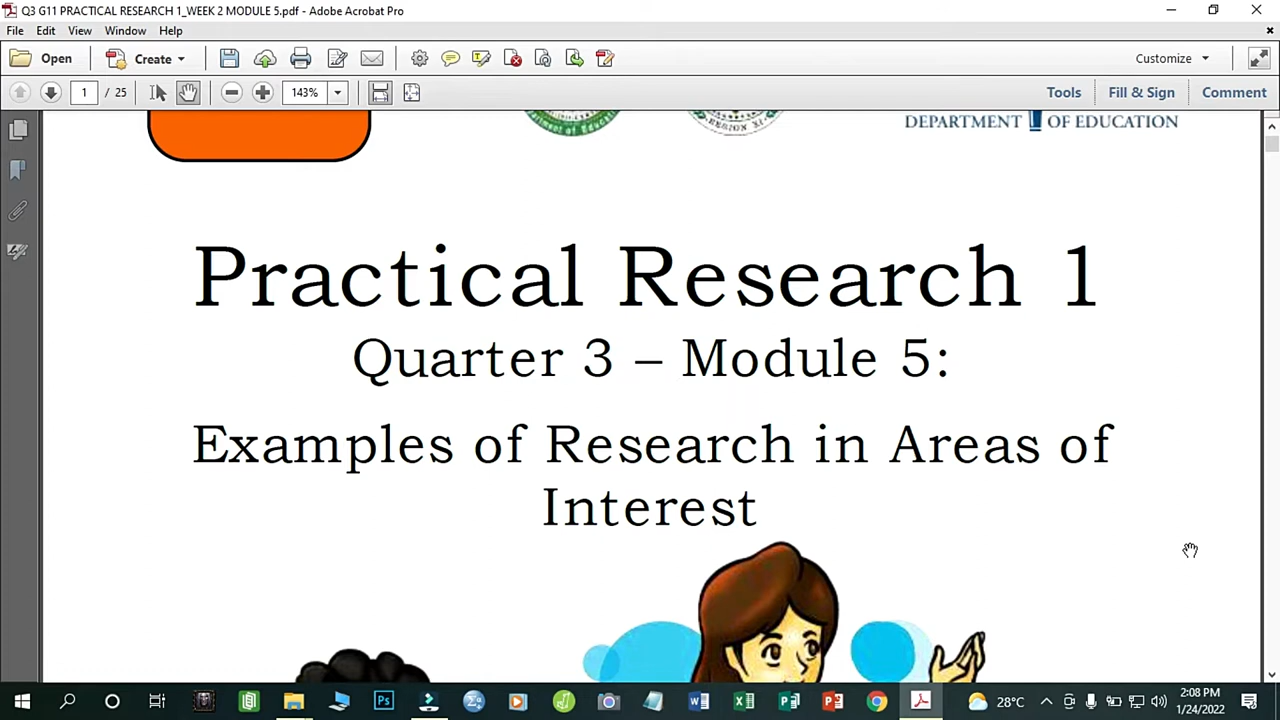 Q3 G11 PRACTICAL RESEARCH 1_WEEK 2 MODULE 5.pdf - Adobe Acrobat Pro
File Edit View Window Help
Open Create Customize
1 / 25 143% Tools Fill & Sign Comment
DEPARTMENT OF EDUCATION
Practical Research 1
Quarter 3 – Module 5:
Examples of Research in Areas of
Interest
28°C
2:08 PM
1/24/2022